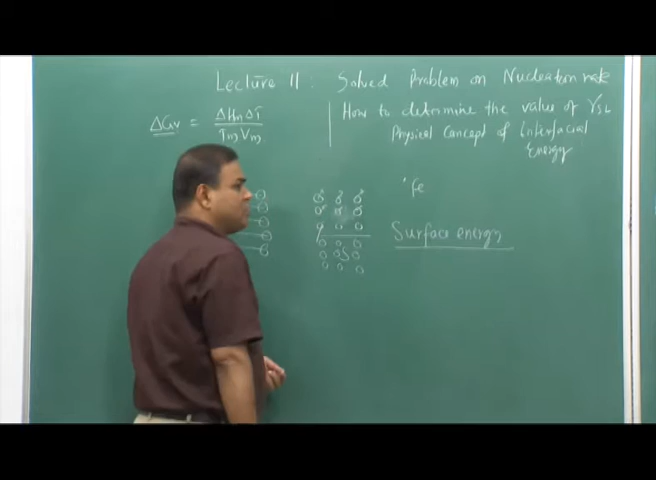 Lecture 11 : Solved Problem on Nucleation rate
ΔGv = ΔHm ΔT / Tm Vm
How to determine the value of γSL
Physical Concept of interfacial
Energy
Fe
Surface energy
S